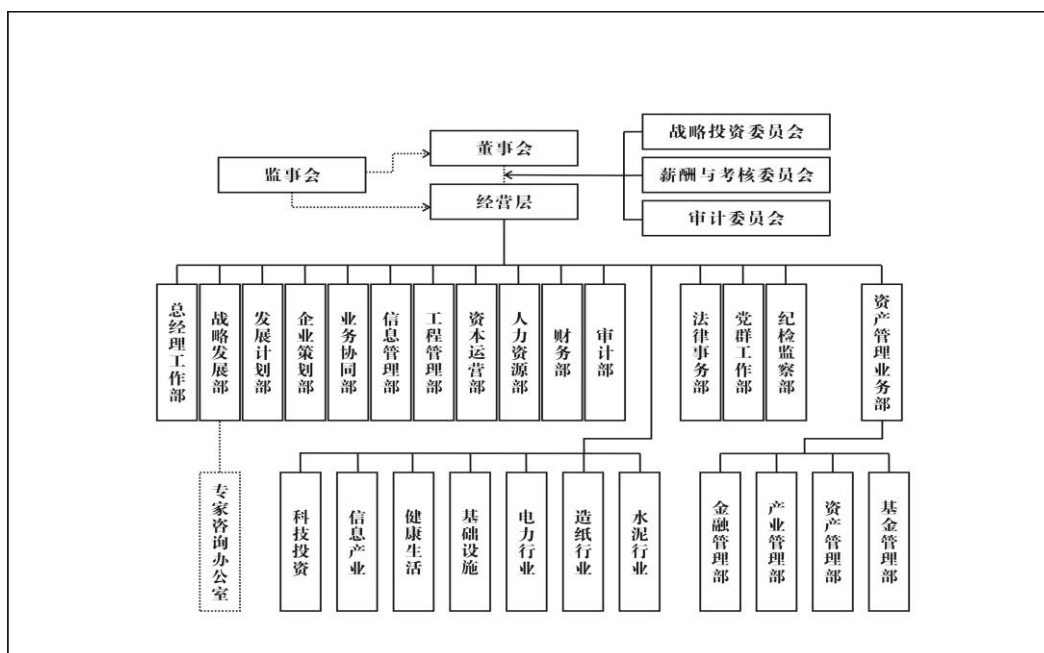 战略投资委员会
董事会
监事会
薪酬与考核委员会
经营层
审计委员会
总经理工作部
战略发展部
发展计划部
企业策划部
业务协同部
信息管理部
工程管理部
资本运营部
人力资源部
财务部
审计部
法律事务部
党群工作部
纪检监察部
资产管理业务部
专家咨询办公室
科技投资
信息产业
健康生活
基础设施
电力行业
造纸行业
水泥行业
金融管理部
产业管理部
资产管理部
基金管理部